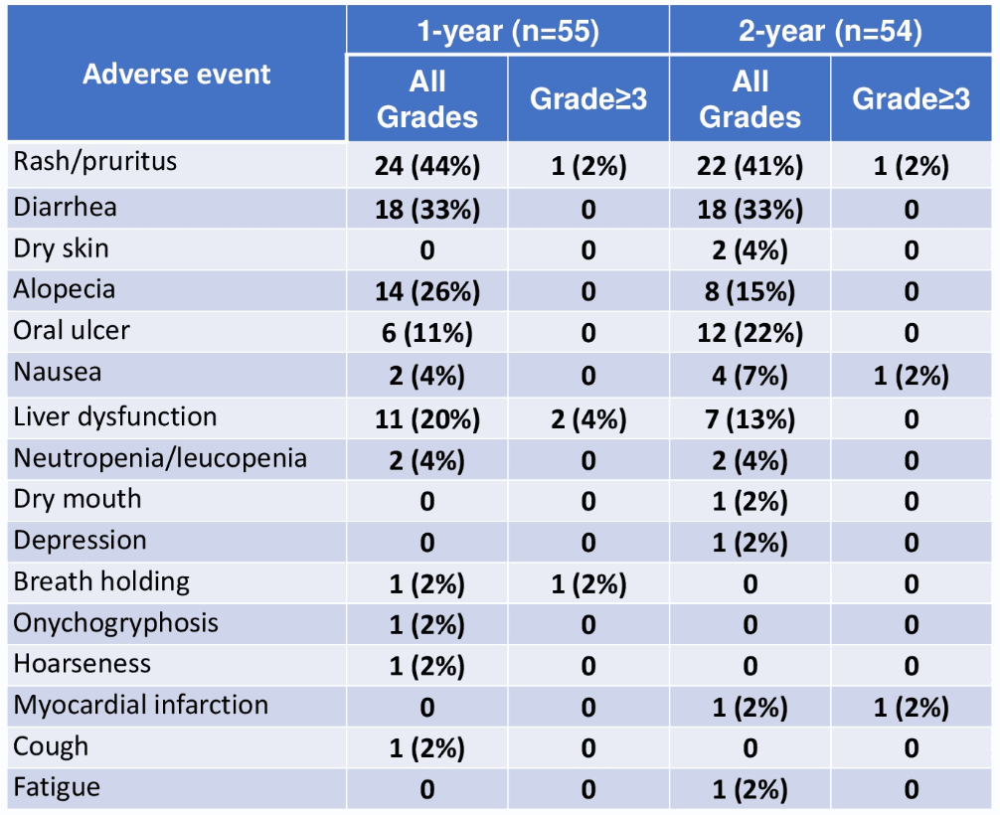 Adverse event 1-year (n=55) 2-year (n=54)
All Grades Grade≥3 All Grades Grade≥3
Rash/pruritus 24 (44%) 1 (2%) 22 (41%) 1 (2%)
Diarrhea 18 (33%) 0 18 (33%) 0
Dry skin 0 0 2 (4%) 0
Alopecia 14 (26%) 0 8 (15%) 0
Oral ulcer 6 (11%) 0 12 (22%) 0
Nausea 2 (4%) 0 4 (7%) 1 (2%)
Liver dysfunction 11 (20%) 2 (4%) 7 (13%) 0
Neutropenia/leucopenia 2 (4%) 0 2 (4%) 0
Dry mouth 0 0 1 (2%) 0
Depression 0 0 1 (2%) 0
Breath holding 1 (2%) 1 (2%) 0 0
Onychogryphosis 1 (2%) 0 0 0
Hoarseness 1 (2%) 0 0 0
Myocardial infarction 0 0 1 (2%) 1 (2%)
Cough 1 (2%) 0 0 0
Fatigue 0 0 1 (2%) 0